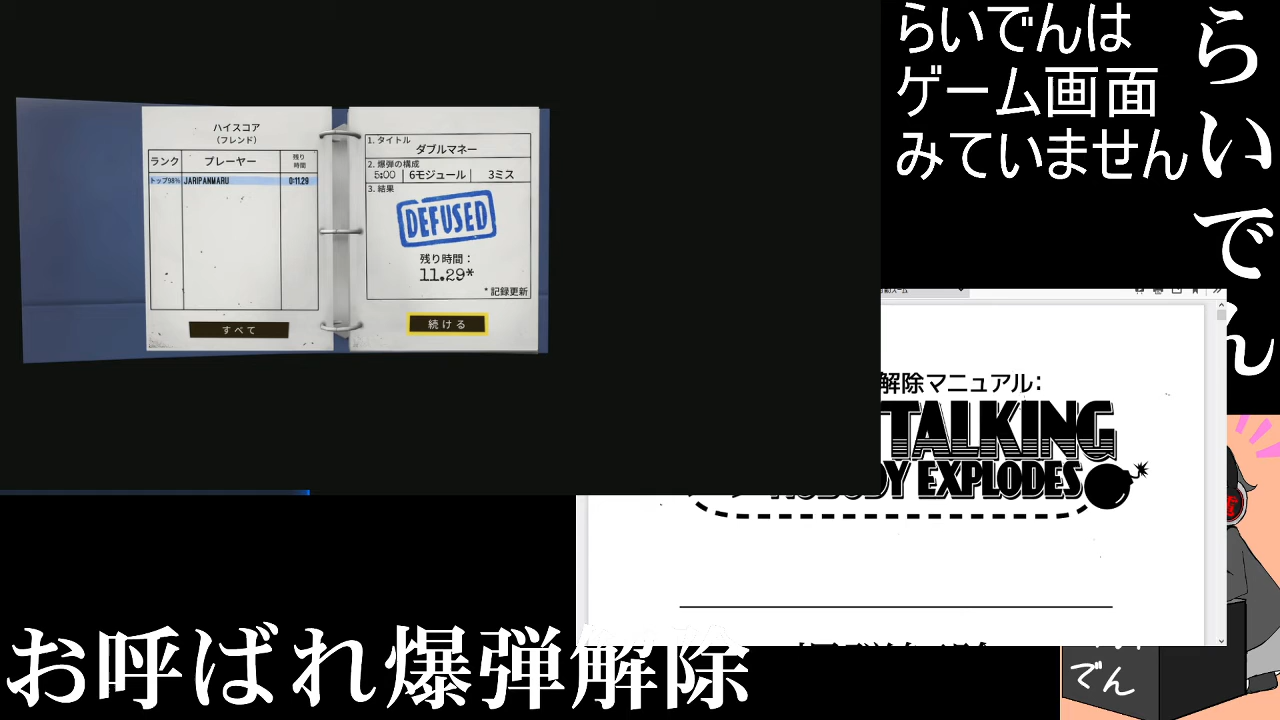 らいでんは
ゲーム画面
みていません
らいでん
ハイスコア
(フレンド)
ランク
プレーヤー
残り
時間
トップ98%
JARIPANMARU
0:11.29
すべて
1. タイトル
ダブルマネー
2. 爆弾の構成
5:00
6モジュール
3ミス
3. 結果
DEFUSED
残り時間:
11.29*
* 記録更新
続ける
解除マニュアル:
TALKING
EXPLODES
お呼ばれ爆弾解除
でん